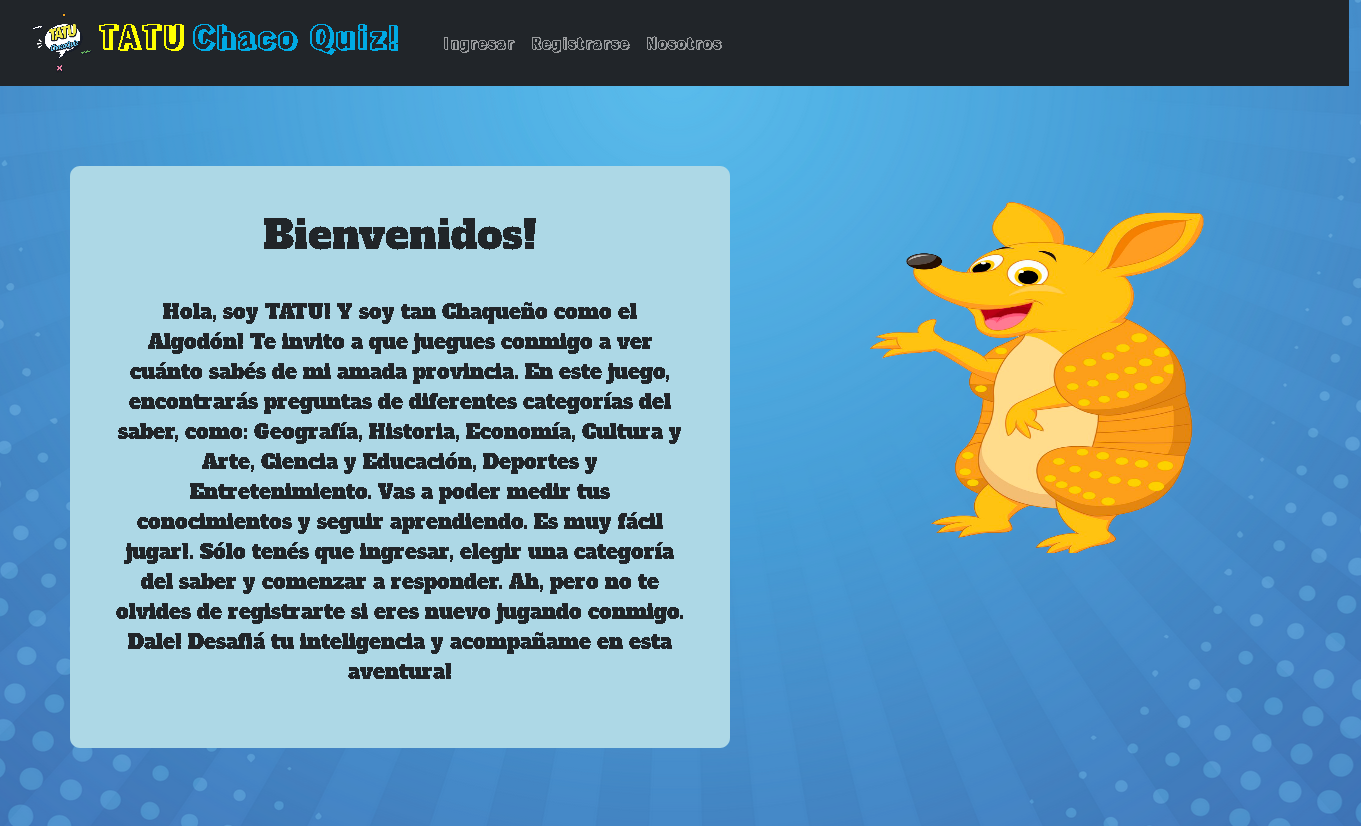 TATU
TATU Chaco Quiz!
Ingresar Registrarse Nosotros
Bienvenidos!
Hola, soy TATU! Y soy tan Chaqueño como el
Algodón! Te invito a que juegues conmigo a ver
cuánto sabés de mi amada provincia. En este juego,
encontrarás preguntas de diferentes categorías del
saber, como: Geografía, Historia, Economía, Cultura y
Arte, Ciencia y Educación, Deportes y
Entretenimiento. Vas a poder medir tus
conocimientos y seguir aprendiendo. Es muy fácil
jugar!. Sólo tenés que ingresar, elegir una categoría
del saber y comenzar a responder. Ah, pero no te
olvides de registrarte si eres nuevo jugando conmigo.
Dale! Desafiá tu inteligencia y acompañame en esta
aventura!